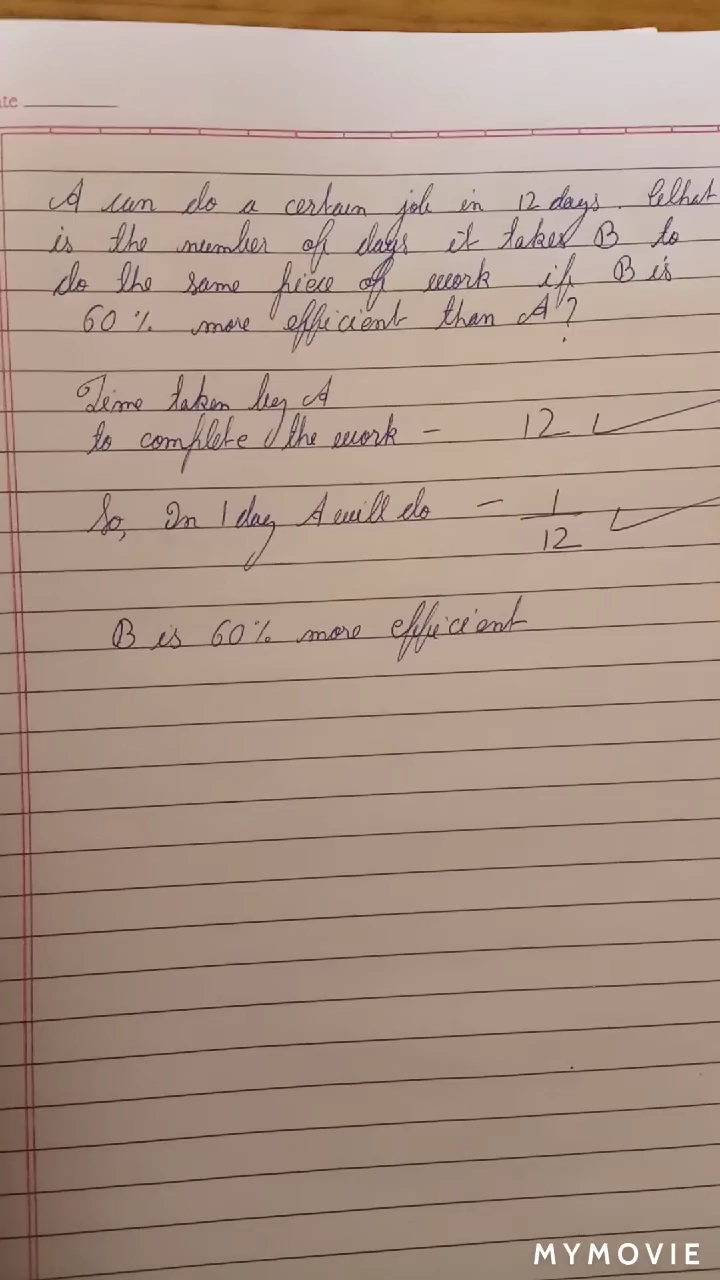 ate
A can do a certain job in 12 days. What
is the number of days it takes B to
do the same piece of work if B is
60% more efficient than A?
Time taken by A
to complete the work - 12
So, In 1 day A will do - 1/12
B is 60% more efficient
MYMOVIE